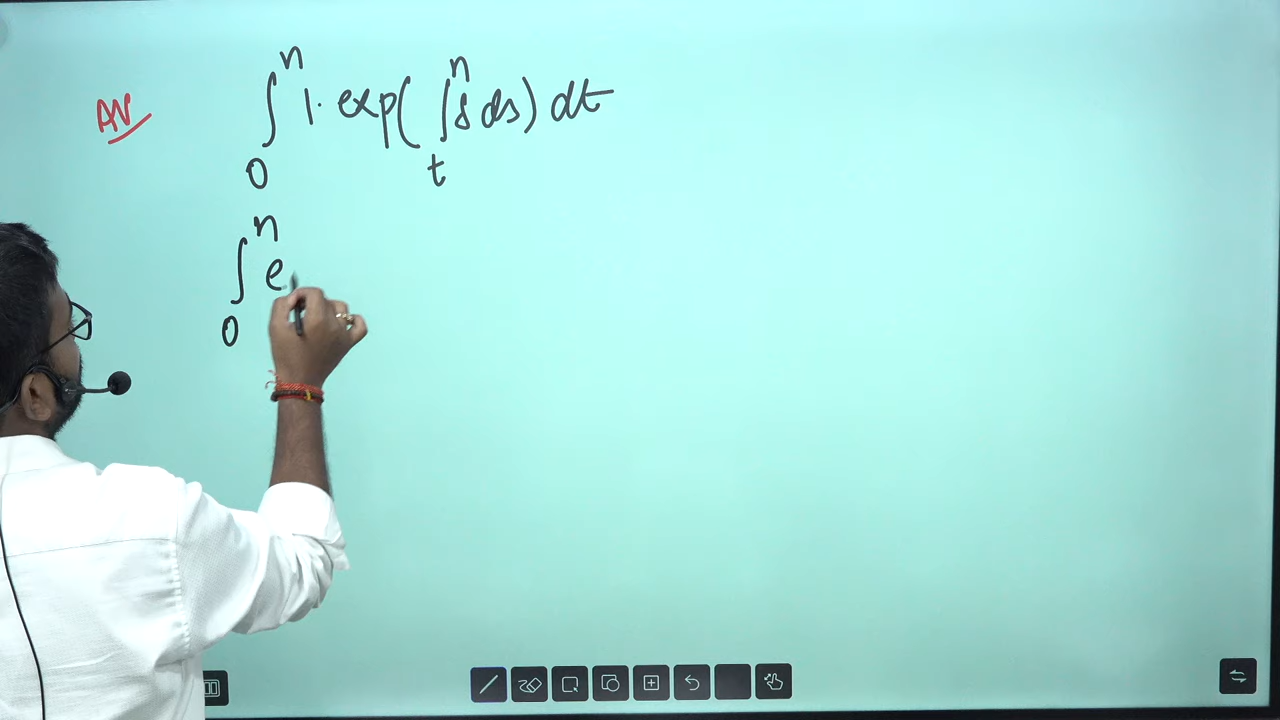 AV ∫₀ⁿ 1. exp( ∫ₜⁿ δ ds) dt
∫₀ⁿ e